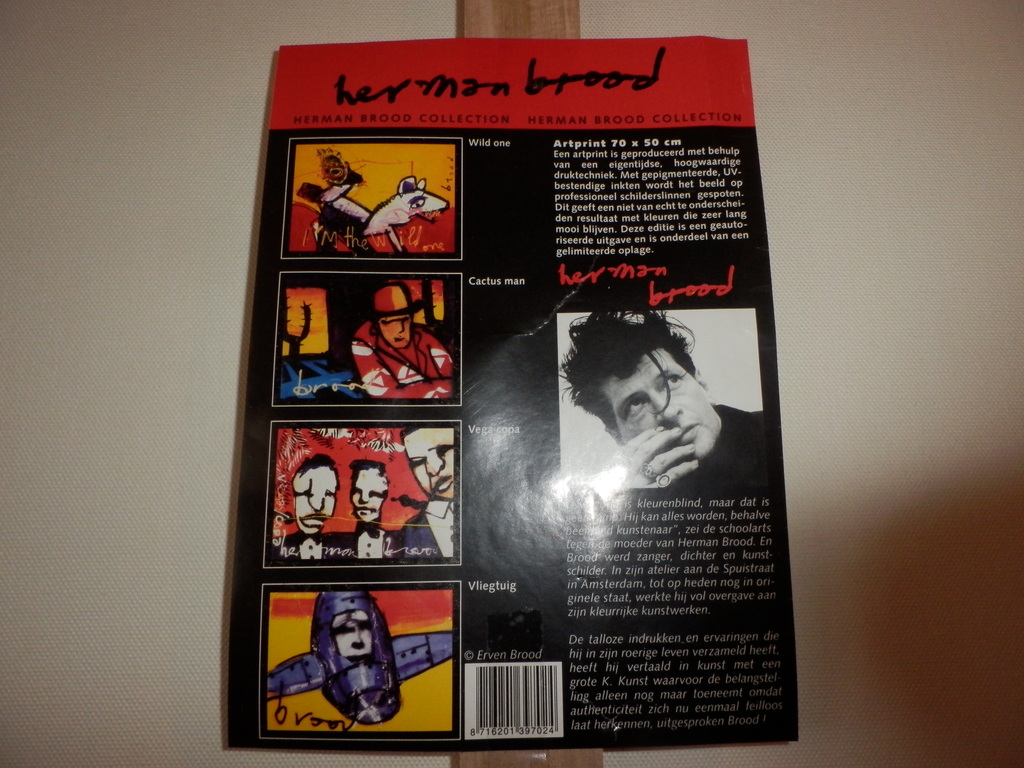 herman brood
HERMAN BROOD COLLECTION HERMAN BROOD COLLECTION
Wild one
brood
I'M the Wild one
Cactus man
brood
Vega copa
herman brood
Vliegtuig
brood
© Erven Brood
8 716201 397024
Artprint 70 x 50 cm
Een artprint is geproduceerd met behulp
van een eigentijdse, hoogwaardige
druktechniek. Met gepigmenteerde, UV-
bestendige inkten wordt het beeld op
professioneel schilderslinnen gespoten.
Dit geeft een niet van echt te onderschei-
den resultaat met kleuren die zeer lang
mooi blijven. Deze editie is een geauto-
riseerde uitgave en is onderdeel van een
gelimiteerde oplage.
herman
brood
is kleurenblind, maar dat is
Hij kan alles worden, behalve
beeldend kunstenaar", zei de schoolarts
tegen de moeder van Herman Brood. En
Brood werd zanger, dichter en kunst-
schilder. In zijn atelier aan de Spuistraat
in Amsterdam, tot op heden nog in ori-
ginele staat, werkte hij vol overgave aan
zijn kleurrijke kunstwerken.
De talloze indrukken en ervaringen die
hij in zijn roerige leven verzameld heeft,
heeft hij vertaald in kunst met een
grote K. Kunst waarvoor de belangstel-
ling alleen nog maar toeneemt omdat
authenticiteit zich nu eenmaal feilloos
laat herkennen, uitgesproken Brood !